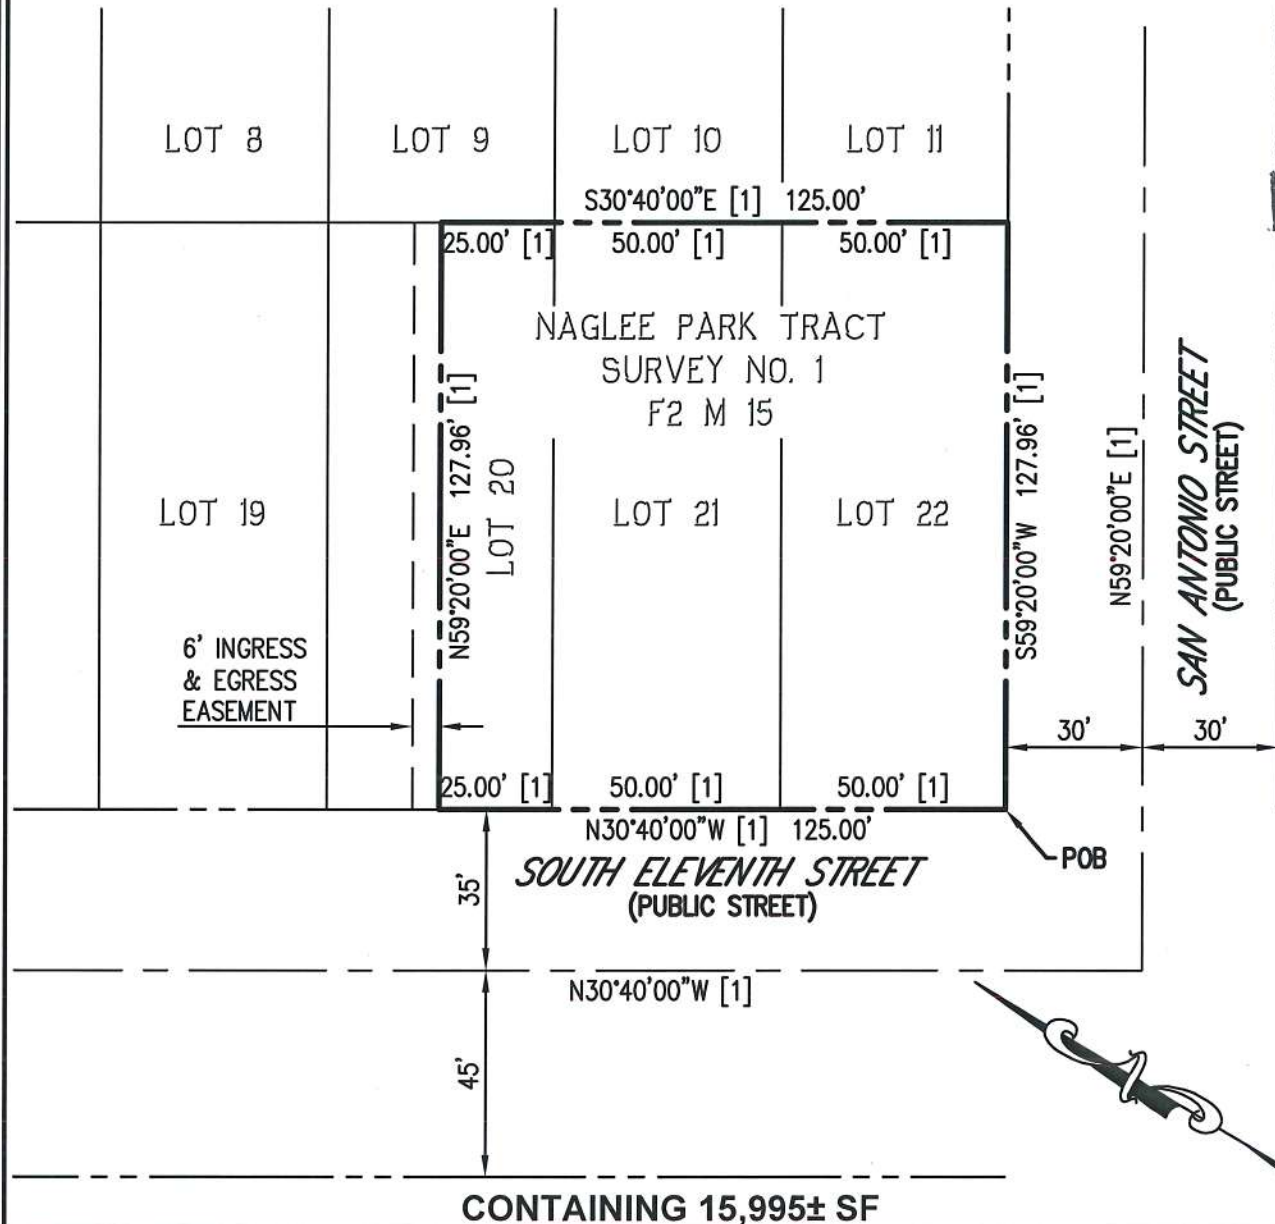 LOT 8
LOT 9
LOT 10
LOT 11
S30°40'00"E [1] 125.00'
25.00' [1]
50.00' [1]
50.00' [1]
NAGLEE PARK TRACT
SURVEY NO. 1
F2 M 15
N59°20'00"E 127.96' [1]
LOT 20
LOT 19
LOT 21
LOT 22
S59°20'00"W 127.96' [1]
N59°20'00"E [1]
SAN ANTONIO STREET
(PUBLIC STREET)
6' INGRESS
& EGRESS
EASEMENT
30'
30'
25.00' [1]
50.00' [1]
50.00' [1]
N30°40'00"W [1] 125.00'
POB
SOUTH ELEVENTH STREET
(PUBLIC STREET)
35'
N30°40'00"W [1]
45'
CONTAINING 15,995± SF